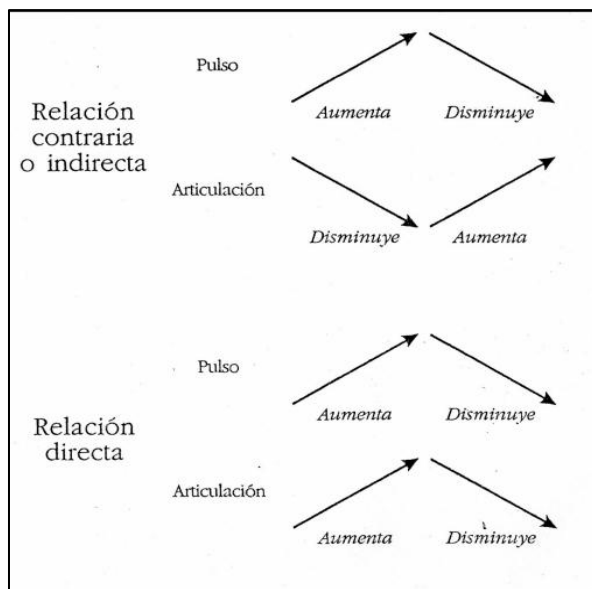 Pulso
Aumenta Disminuye
Relación
contraria
o indirecta
Articulación
Disminuye Aumenta
Pulso
Aumenta Disminuye
Relación
directa
Articulación
Aumenta Disminuye